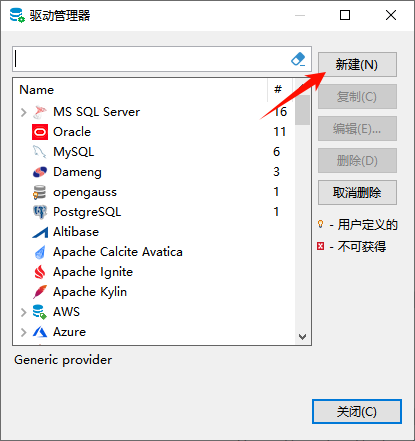 驱动管理器
新建(N)
Name #
MS SQL Server 16
复制(C)
Oracle 11
编辑(E)...
MySQL 6
删除(D)
Dameng 3
opengauss 1
取消删除
PostgreSQL 1
- 用户定义的
Altibase
- 不可获得
Apache Calcite Avatica
Apache Ignite
Apache Kylin
AWS
Azure
Generic provider
关闭(C)